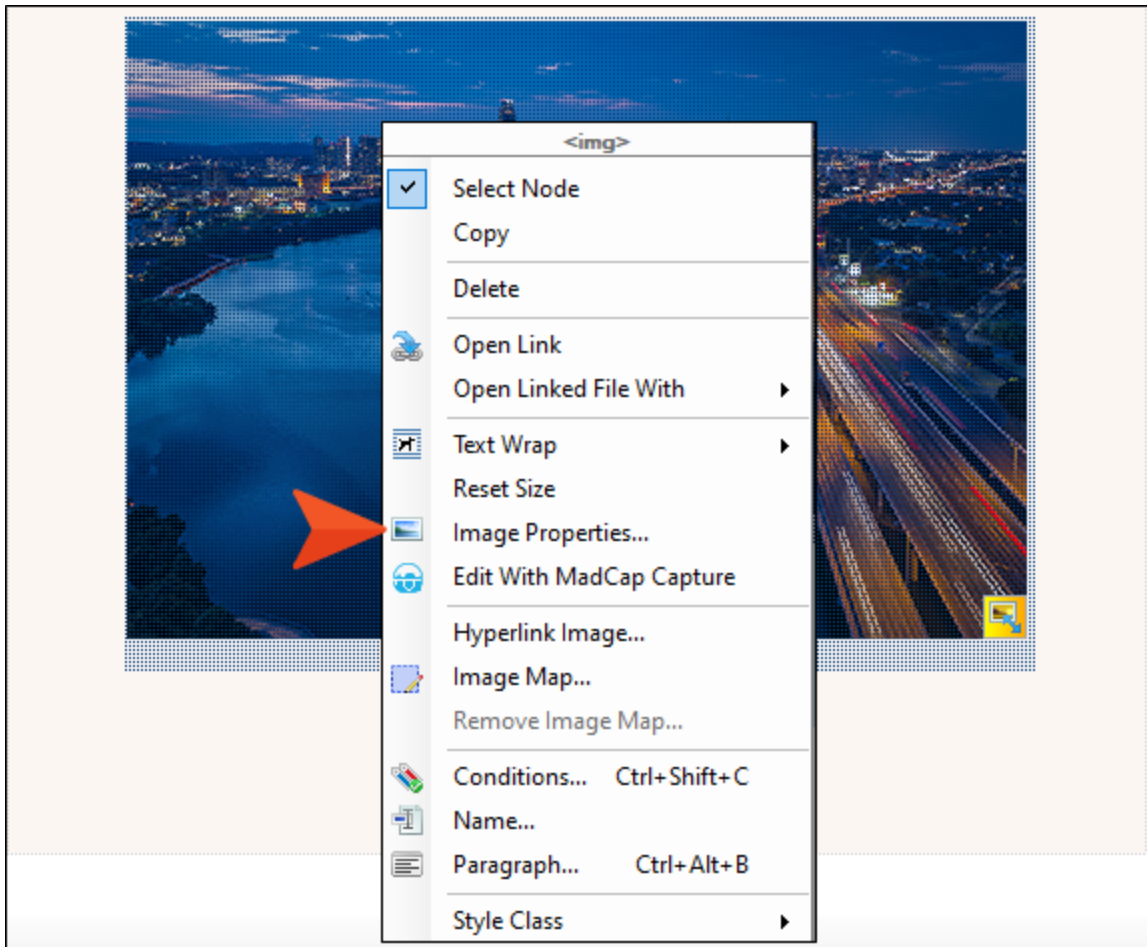 <img>
Select Node
Copy
Delete
Open Link
Open Linked File With
Text Wrap
Reset Size
Image Properties...
Edit With MadCap Capture
Hyperlink Image...
Image Map...
Remove Image Map...
Conditions... Ctrl+Shift+C
Name...
Paragraph... Ctrl+Alt+B
Style Class